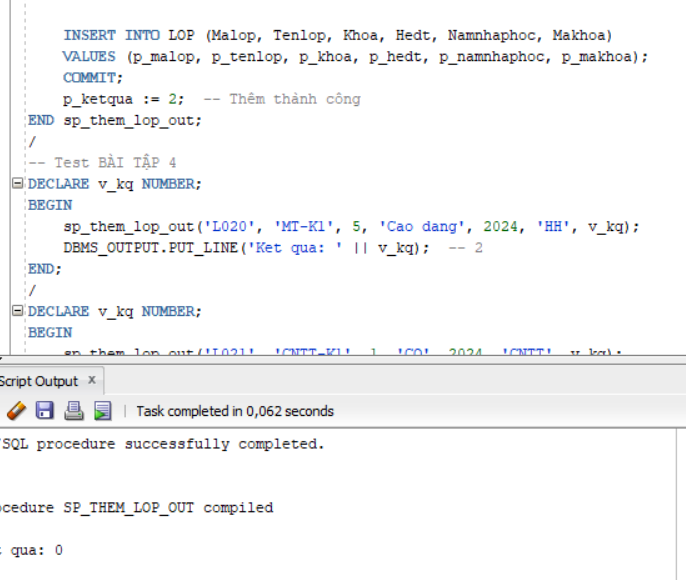 INSERT INTO LOP (Malop, Tenlop, Khoa, Hedt, Namnhaphoc, Makhoa)
VALUES (p_malop, p_tenlop, p_khoa, p_hedt, p_namnhaphoc, p_makhoa);
COMMIT;
p_ketqua := 2;  -- Thêm thành công
END sp_them_lop_out;
/
-- Test BÀI TẬP 4
DECLARE v_kq NUMBER;
BEGIN
sp_them_lop_out('L020', 'MT-K1', 5, 'Cao dang', 2024, 'HH', v_kq);
DBMS_OUTPUT.PUT_LINE('Ket qua: ' || v_kq);  -- 2
END;
/
DECLARE v_kq NUMBER;
BEGIN
sp_them_lop_out('L021', 'CNTT-K1', 1, 'CQ', 2024, 'CNTT', v_kq);
Script Output x
Task completed in 0,062 seconds
/SQL procedure successfully completed.
ocedure SP_THEM_LOP_OUT compiled
t qua: 0